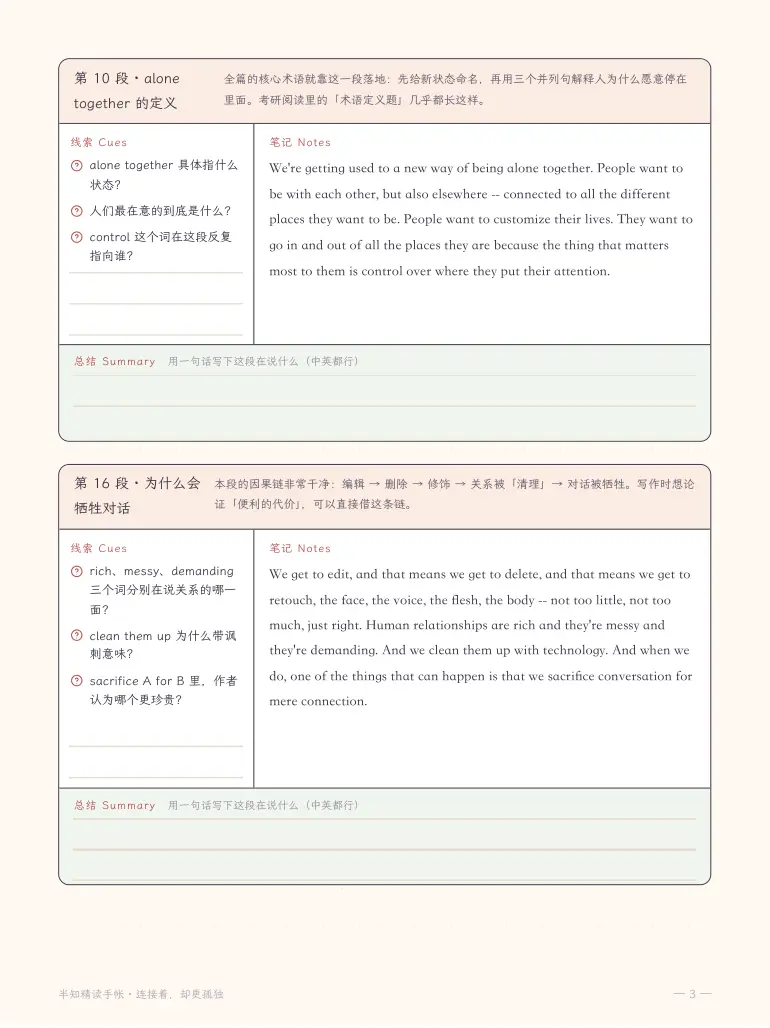 第 10 段・alone
together 的定义
全篇的核心术语就靠这一段落地：先给新状态命名，再用三个并列句解释人为什么愿意停在
里面。考研阅读里的「术语定义题」几乎都长这样。
线索 Cues
alone together 具体指什么
状态？
人们最在意的到底是什么？
control 这个词在这段反复
指向谁？
笔记 Notes
We're getting used to a new way of being alone together. People want to
be with each other, but also elsewhere -- connected to all the different
places they want to be. People want to customize their lives. They want to
go in and out of all the places they are because the thing that matters
most to them is control over where they put their attention.
总结 Summary 用一句话写下这段在说什么（中英都行）
第 16 段・为什么会
牺牲对话
本段的因果链非常干净：编辑 → 删除 → 修饰 → 关系被「清理」→ 对话被牺牲。写作时想论
证「便利的代价」，可以直接借这条链。
线索 Cues
rich、messy、demanding
三个词分别在说关系的哪一
面？
clean them up 为什么带讽
刺意味？
sacrifice A for B 里，作者
认为哪个更珍贵？
笔记 Notes
We get to edit, and that means we get to delete, and that means we get to
retouch, the face, the voice, the flesh, the body -- not too little, not too
much, just right. Human relationships are rich and they're messy and
they're demanding. And we clean them up with technology. And when we
do, one of the things that can happen is that we sacrifice conversation for
mere connection.
总结 Summary 用一句话写下这段在说什么（中英都行）
半知精读手帐・连接着，却更孤独
— 3 —